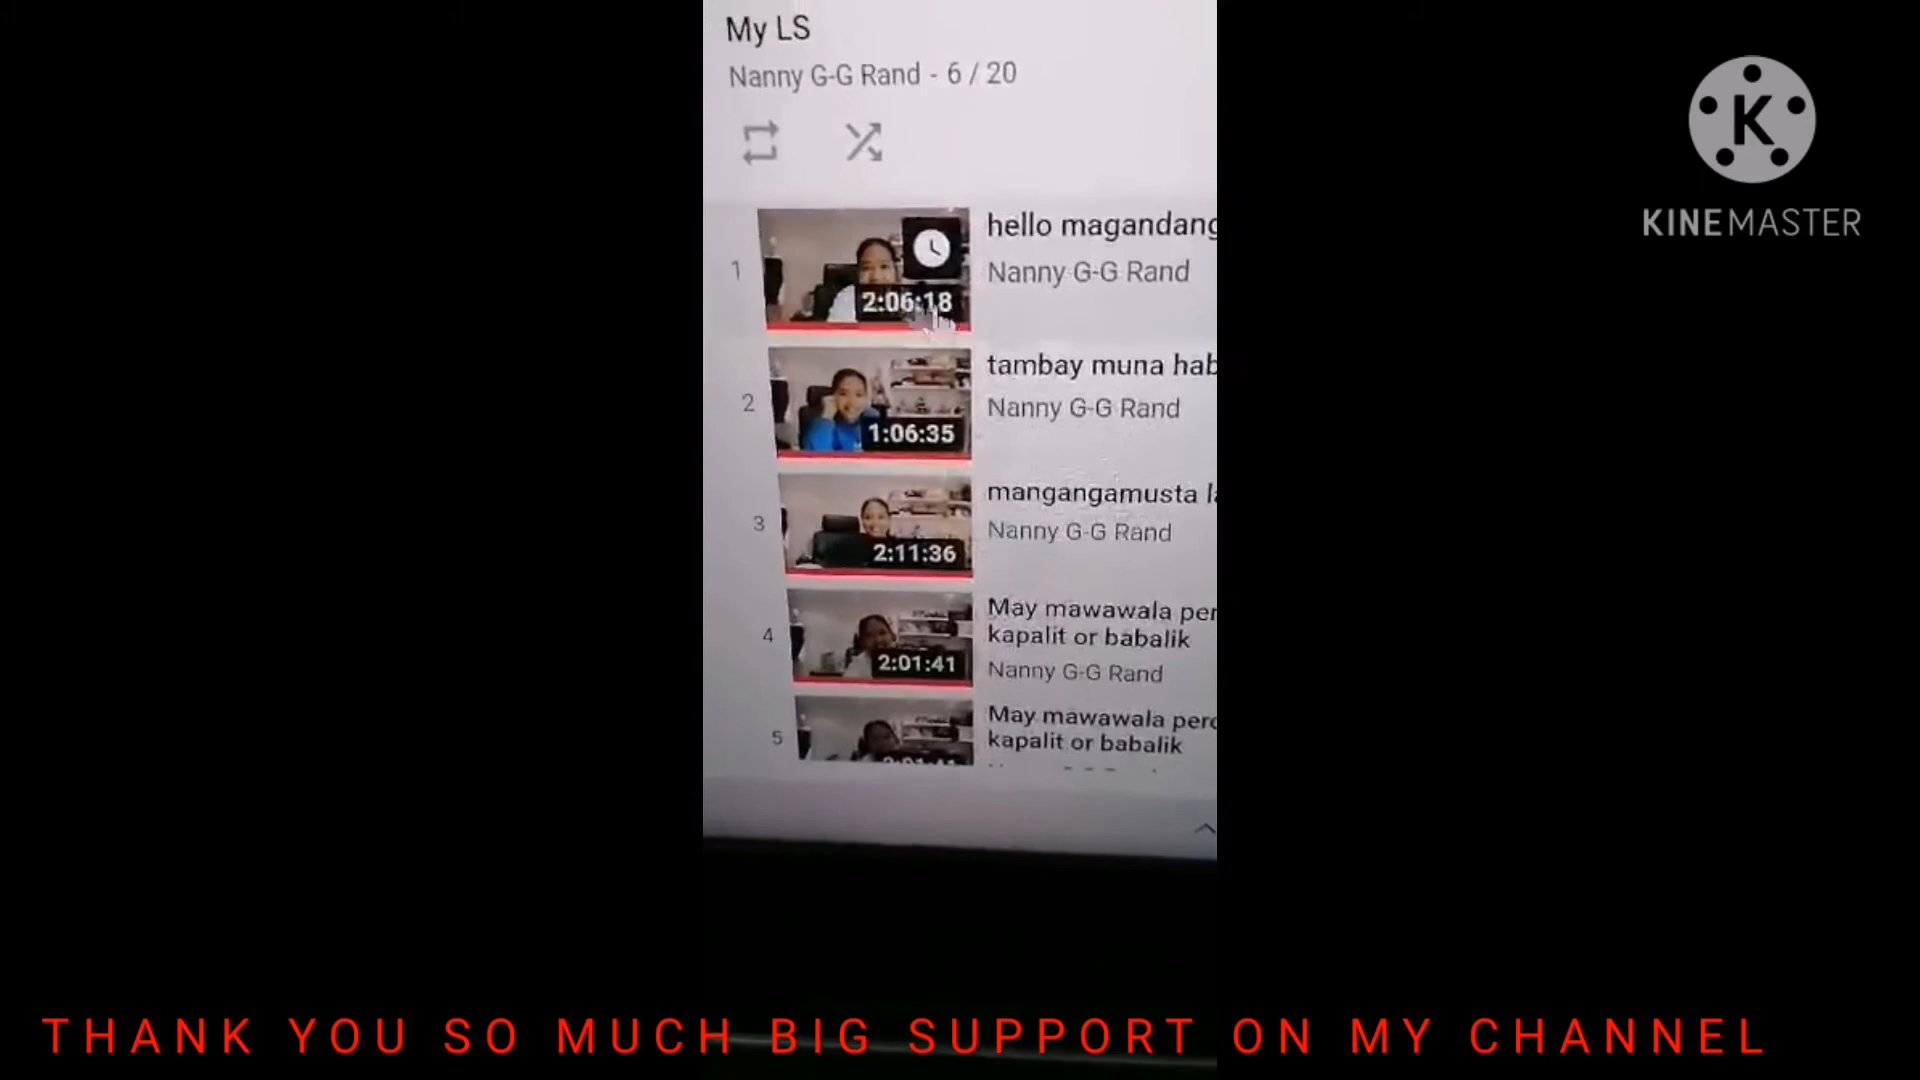 My LS
Nanny G-G Rand - 6 / 20
KINEMASTER
1
2:06:18
hello magandang
Nanny G-G Rand
2
1:06:35
tambay muna hab
Nanny G-G Rand
3
2:11:36
mangangamusta
Nanny G-G Rand
4
2:01:41
May mawawala per
kapalit or babalik
Nanny G-G Rand
5
May mawawala pero
kapalit or babalik
THANK YOU SO MUCH BIG SUPPORT ON MY CHANNEL